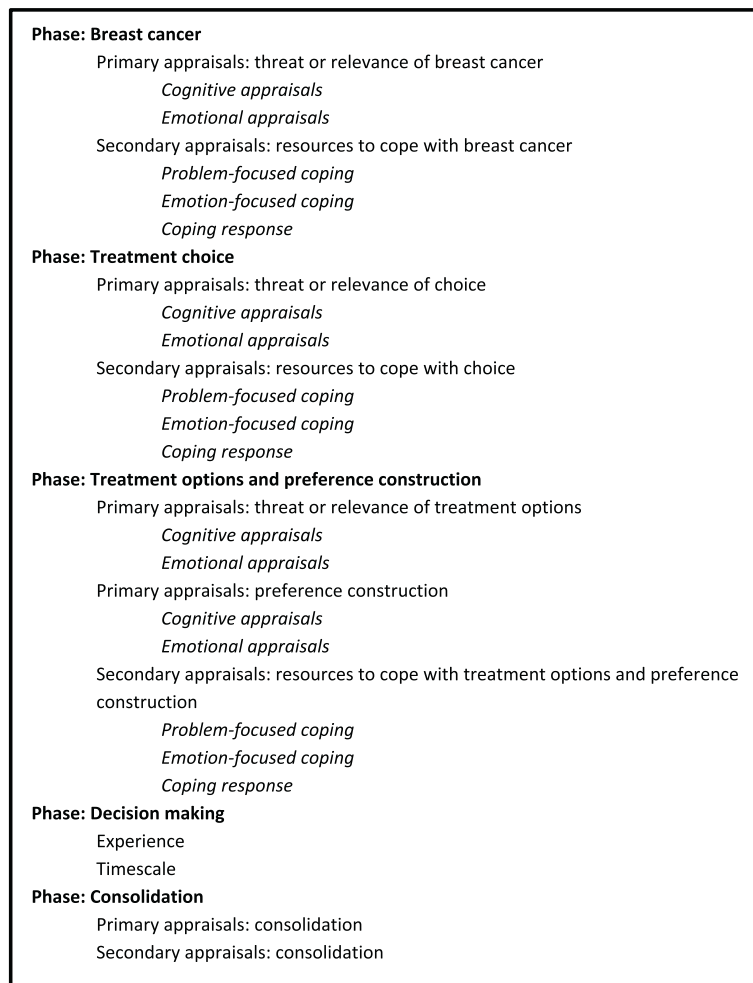 Phase: Breast cancer
Primary appraisals: threat or relevance of breast cancer
Cognitive appraisals
Emotional appraisals
Secondary appraisals: resources to cope with breast cancer
Problem-focused coping
Emotion-focused coping
Coping response
Phase: Treatment choice
Primary appraisals: threat or relevance of choice
Cognitive appraisals
Emotional appraisals
Secondary appraisals: resources to cope with choice
Problem-focused coping
Emotion-focused coping
Coping response
Phase: Treatment options and preference construction
Primary appraisals: threat or relevance of treatment options
Cognitive appraisals
Emotional appraisals
Primary appraisals: preference construction
Cognitive appraisals
Emotional appraisals
Secondary appraisals: resources to cope with treatment options and preference
construction
Problem-focused coping
Emotion-focused coping
Coping response
Phase: Decision making
Experience
Timescale
Phase: Consolidation
Primary appraisals: consolidation
Secondary appraisals: consolidation